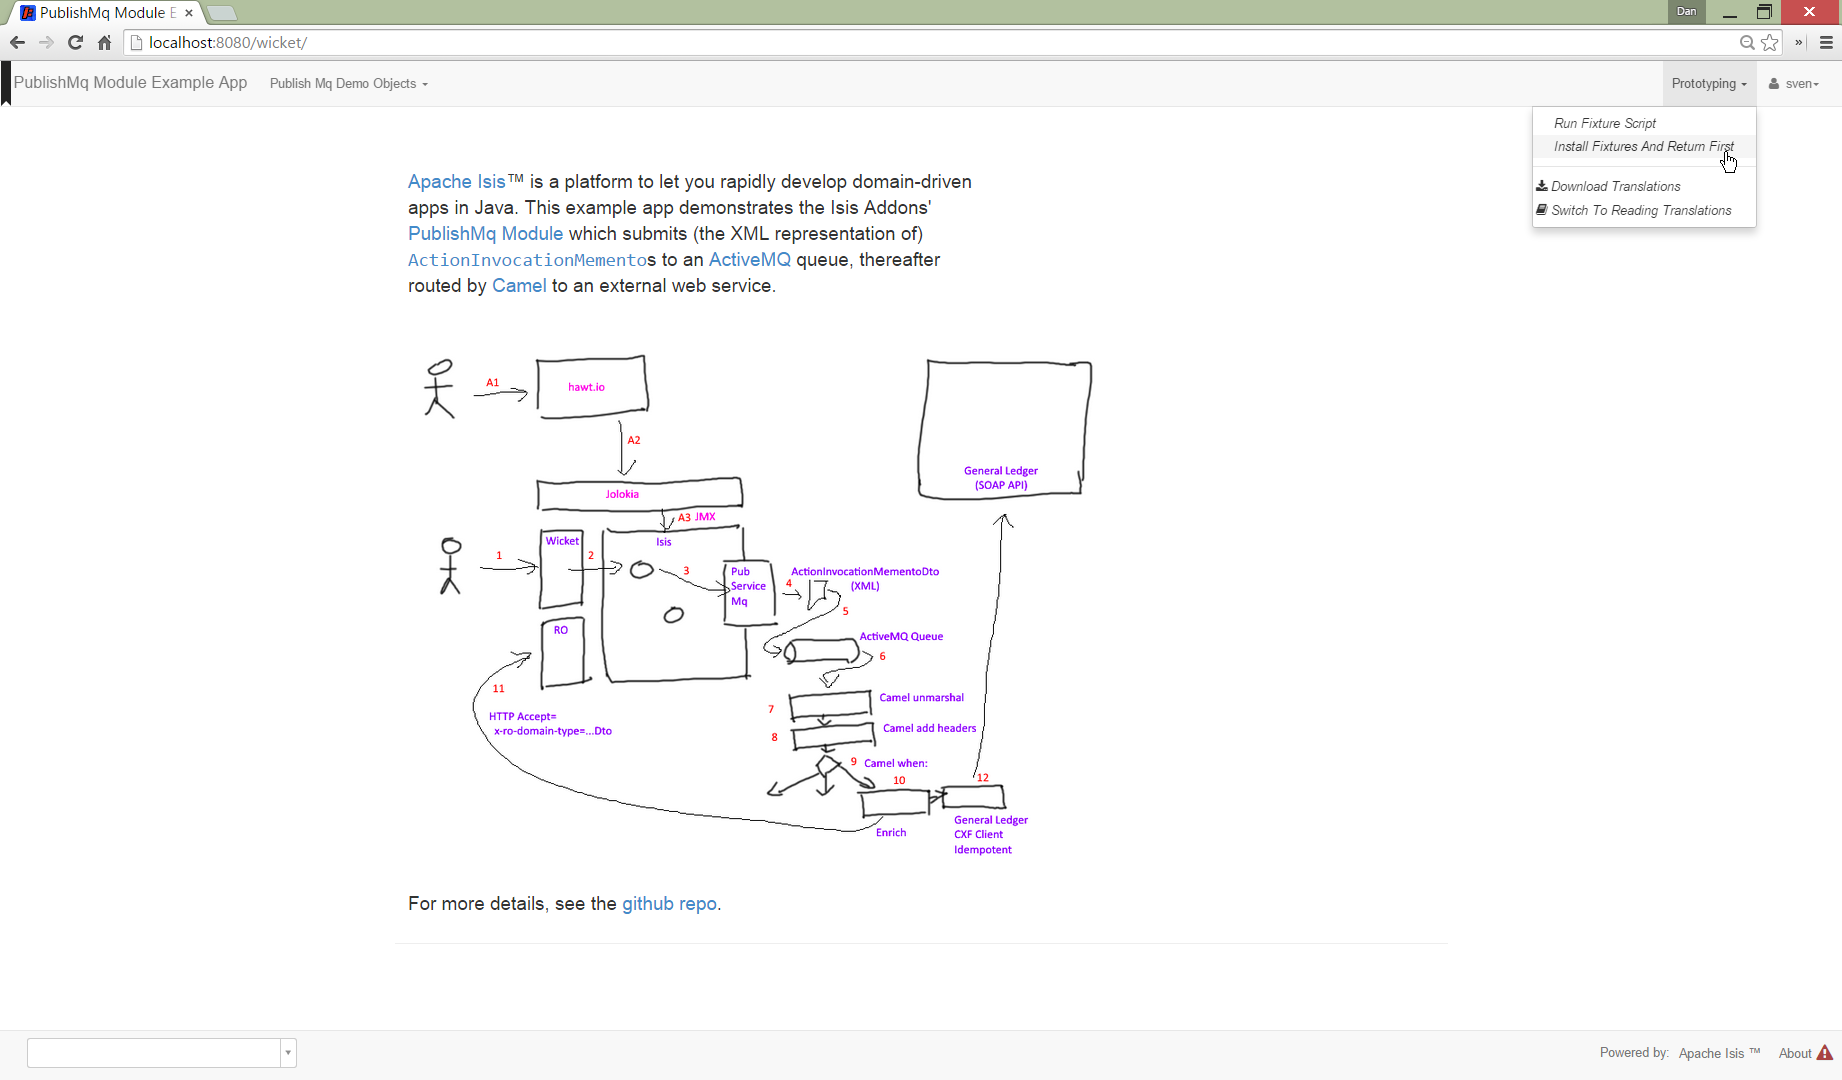 PublishMq Module E
Dan
localhost:8080/wicket/
PublishMq Module Example App
Publish Mq Demo Objects
Prototyping
sven
Run Fixture Script
Install Fixtures And Return First
Download Translations
Switch To Reading Translations
Apache Isis™ is a platform to let you rapidly develop domain-driven
apps in Java. This example app demonstrates the Isis Addons'
PublishMq Module which submits (the XML representation of)
ActionInvocationMementos to an ActiveMQ queue, thereafter
routed by Camel to an external web service.
A1
hawt.io
A2
General Ledger
(SOAP API)
Jolokia
A3 JMX
Wicket
Isis
1
2
3
Pub
Service
Mq
4
ActionInvocationMementoDto
(XML)
5
RO
ActiveMQ Queue
6
11
HTTP Accept=
x-ro-domain-type=...Dto
7
Camel unmarshal
8
Camel add headers
9
Camel when:
10
12
Enrich
General Ledger
CXF Client
Idempotent
For more details, see the github repo.
Powered by: Apache Isis ™ About